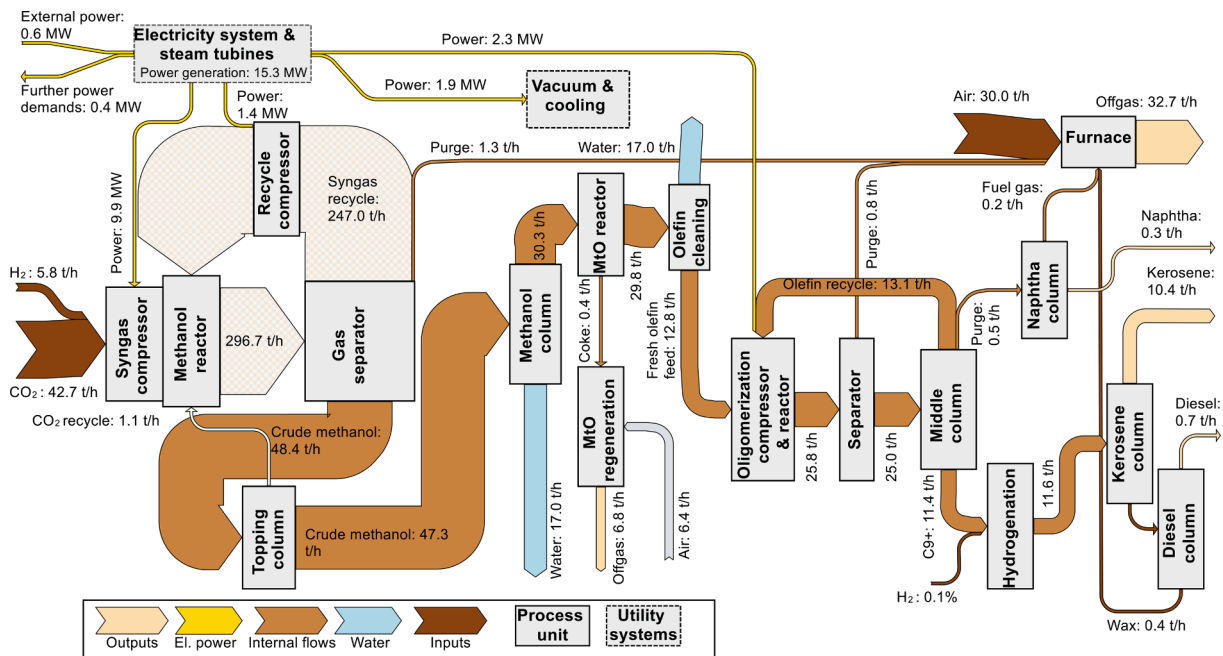 External power:
0.6 MW
Electricity system &
steam tubines
Power generation: 15.3 MW
Further power
demands: 0.4 MW
Power:
1.4 MW
Power: 2.3 MW
Power: 1.9 MW
Vacuum &
cooling
Power: 9.9 MW
Recycle
compressor
Syngas
recycle:
247.0 t/h
Purge: 1.3 t/h
Water: 17.0 t/h
Air: 30.0 t/h
Offgas: 32.7 t/h
Furnace
H₂: 5.8 t/h
CO₂: 42.7 t/h
Syngas
compressor
Methanol
reactor
296.7 t/h
Gas
separator
CO₂ recycle: 1.1 t/h
Crude methanol:
48.4 t/h
Topping
column
Crude methanol: 47.3
t/h
Methanol
column
30.3 t/h
Water: 17.0 t/h
MtO reactor
29.8 t/h
Coke: 0.4 t/h
MtO
regeneration
Offgas: 6.8 t/h
Air: 6.4 t/h
Olefin
cleaning
Fresh olefin
feed: 12.8 t/h
Oligomerization
compressor
& reactor
25.8 t/h
Separator
Purge: 0.8 t/h
25.0 t/h
Olefin recycle: 13.1 t/h
Middle
column
Purge:
0.5 t/h
Fuel gas:
0.2 t/h
Naphtha
column
Naphtha:
0.3 t/h
Kerosene:
10.4 t/h
C9+: 11.4 t/h
H₂: 0.1%
Hydrogenation
11.6 t/h
Kerosene
column
Diesel:
0.7 t/h
Diesel
column
Wax: 0.4 t/h
Outputs
El. power
Internal flows
Water
Inputs
Process
unit
Utility
systems